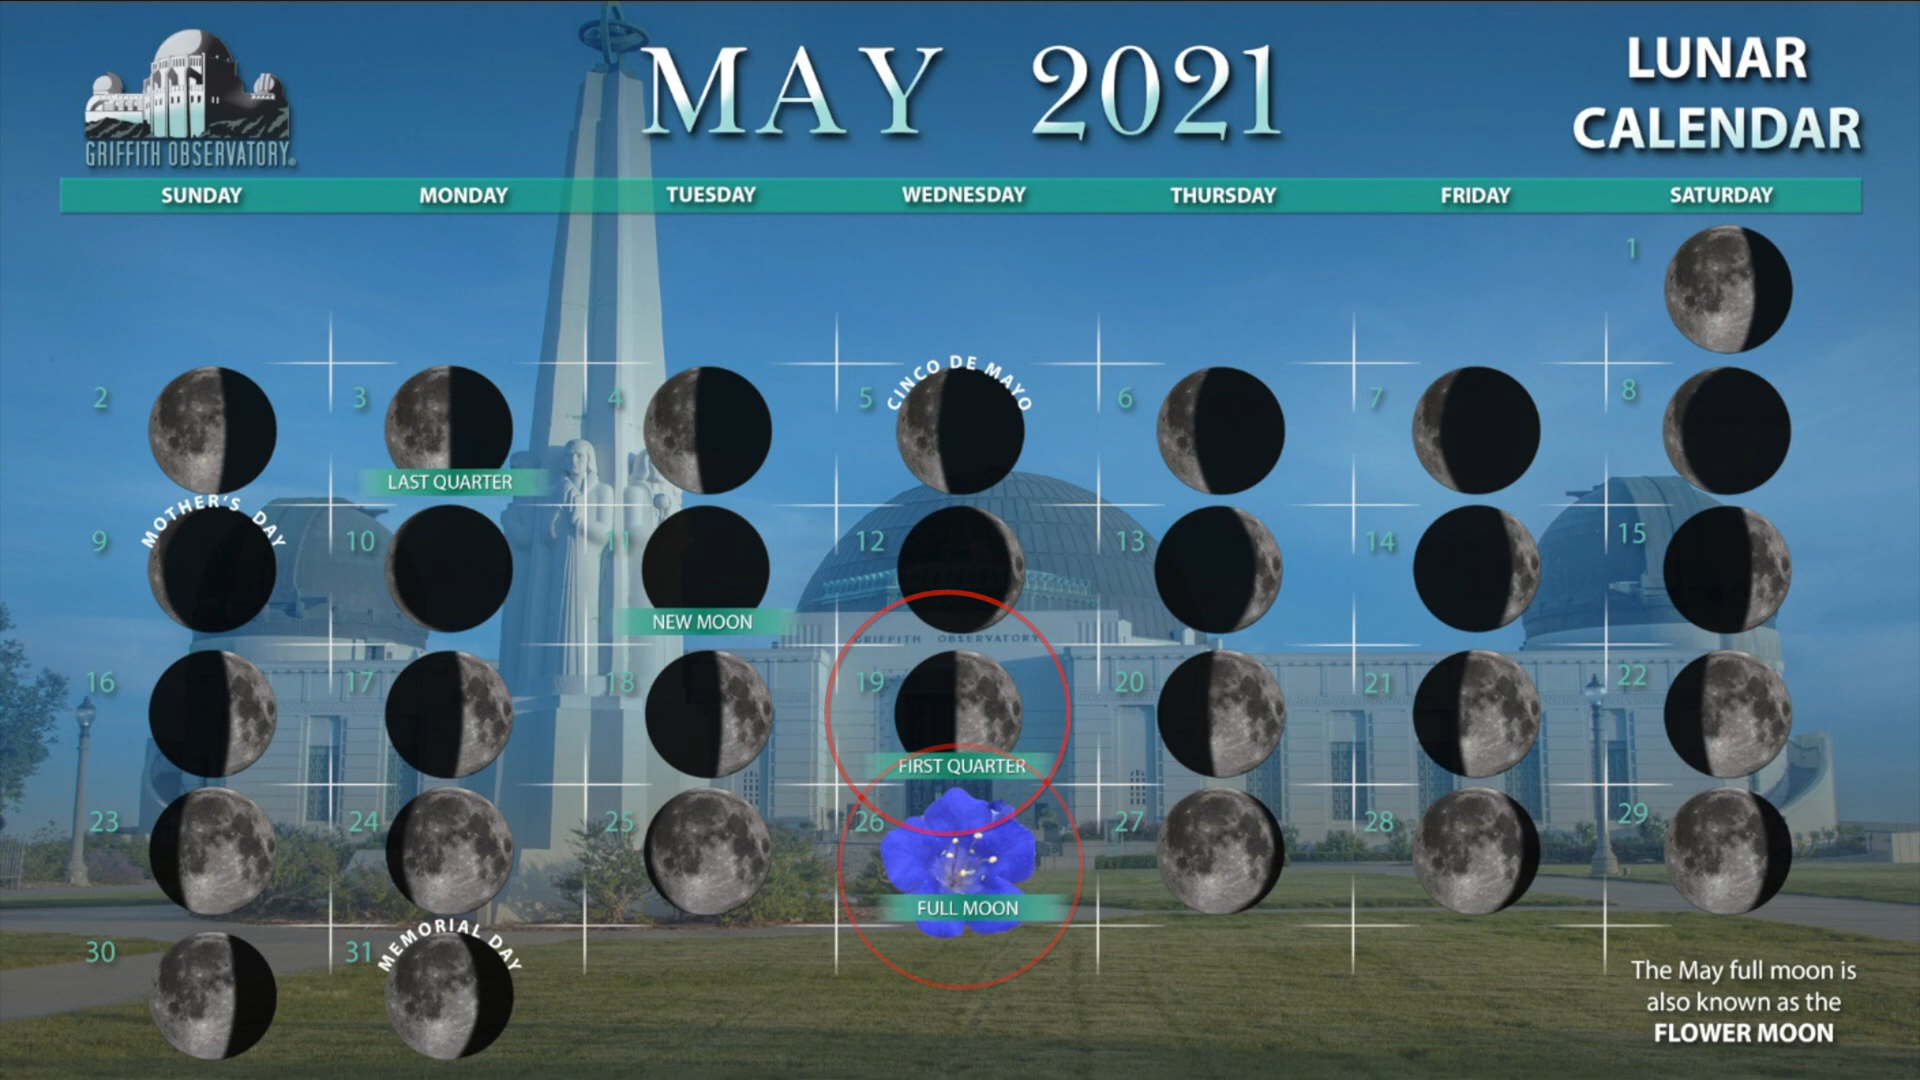 MAY 2021
LUNAR
CALENDAR
GRIFFITH OBSERVATORY®
SUNDAY MONDAY TUESDAY WEDNESDAY THURSDAY FRIDAY SATURDAY
1
2 3 4 5 CINCO DE MAYO 6 7 8
LAST QUARTER
9 MOTHER'S DAY 10 11 12 13 14 15
NEW MOON
GRIFFITH OBSERVATORY
16 17 18 19 20 21 22
FIRST QUARTER
23 24 25 26 27 28 29
FULL MOON
30 31 MEMORIAL DAY
The May full moon is
also known as the
FLOWER MOON